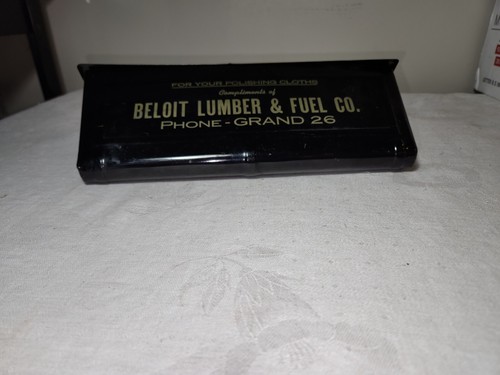 FOR YOUR POLISHING CLOTHS
Compliments of
BELOIT LUMBER & FUEL CO.
PHONE - GRAND 26